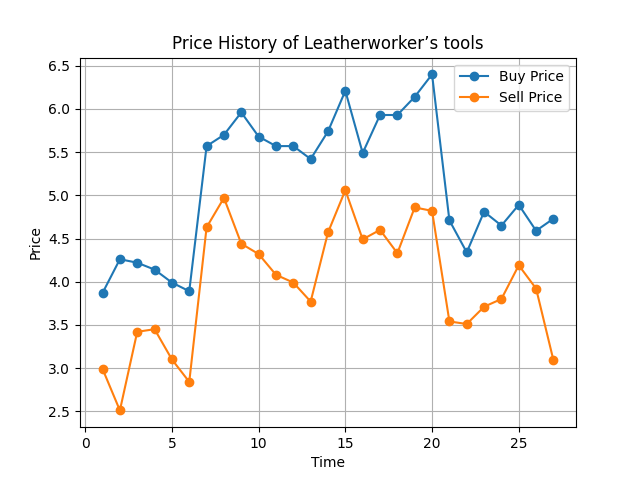 Price History of Leatherworker’s tools
Buy Price
Sell Price
6.5
6.0
5.5
5.0
4.5
4.0
3.5
3.0
2.5
Price
0 5 10 15 20 25
Time